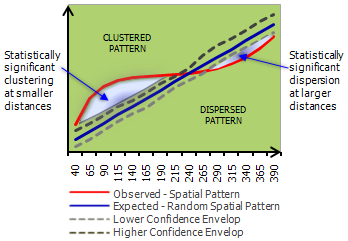 CLUSTERED
PATTERN
Statistically
significant
clustering
at smaller
distances
Statistically
significant
dispersion
at larger
distances
DISPERSED
PATTERN
40 65 90 115 140 165 190 215 240 265 290 315 340 365 390
Observed - Spatial Pattern
Expected - Random Spatial Pattern
Lower Confidence Envelop
Higher Confidence Envelop